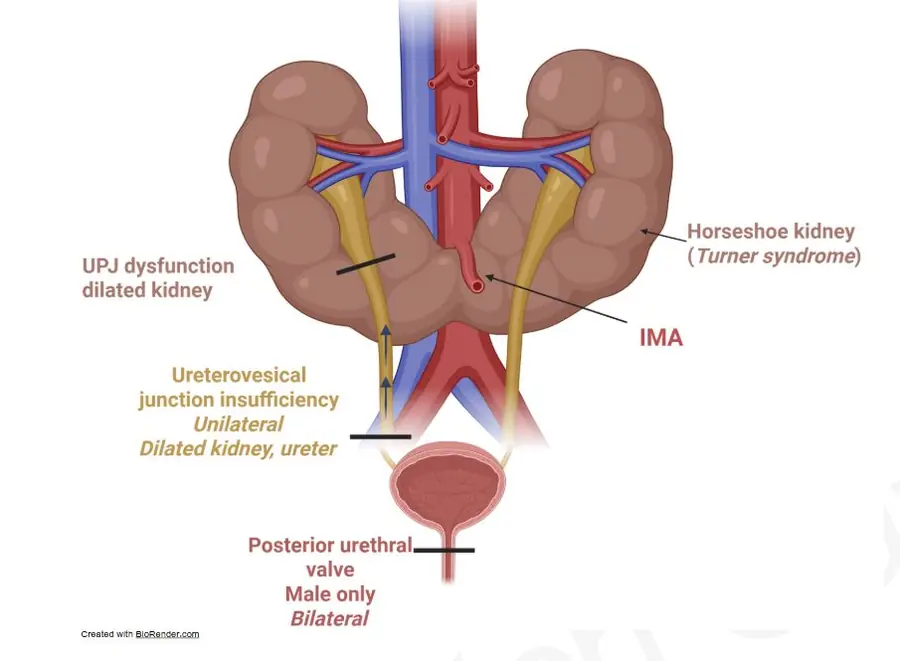 Horseshoe kidney
(Turner syndrome)
UPJ dysfunction
dilated kidney
IMA
Ureterovesical
junction insufficiency
Unilateral
Dilated kidney, ureter
Posterior urethral
valve
Male only
Bilateral
Created with BioRender.com